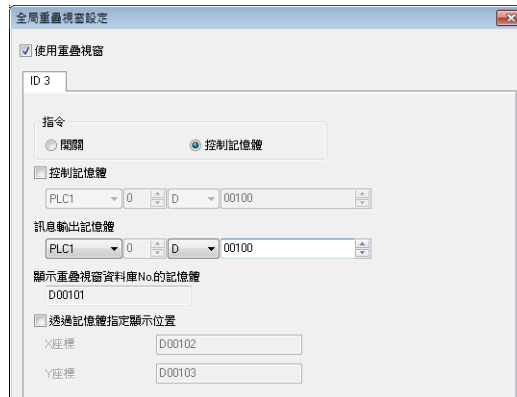 全局重疊視窗設定
使用重疊視窗
ID 3
指令
開關 控制記憶體
控制記憶體
PLC1 0 D 00100
訊息輸出記憶體
PLC1 0 D 00100
顯示重疊視窗資料庫No.的記憶體
D00101
透過記憶體指定顯示位置
X座標 D00102
Y座標 D00103